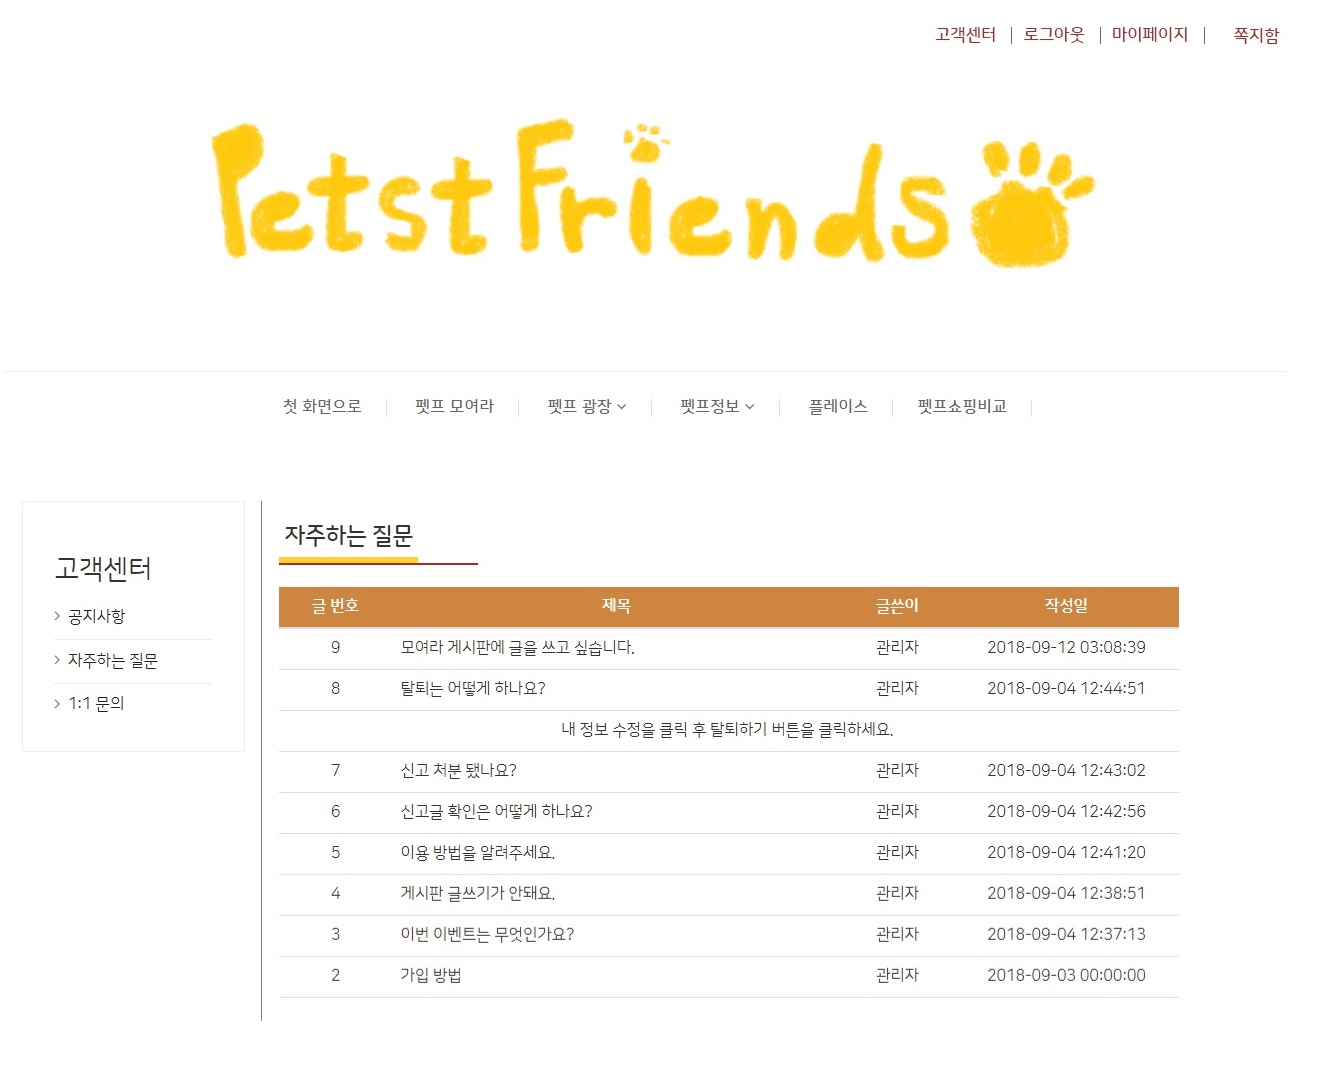 고객센터 | 로그아웃 | 마이페이지 | 쪽지함
Petst Friends
첫 화면으로 | 펫프 모여라 | 펫프 광장 | 펫프정보 | 플레이스 | 펫프쇼핑비교 |
고객센터
공지사항
자주하는 질문
1:1 문의
자주하는 질문
글 번호 제목 글쓴이 작성일
9 모여라 게시판에 글을 쓰고 싶습니다. 관리자 2018-09-12 03:08:39
8 탈퇴는 어떻게 하나요? 관리자 2018-09-04 12:44:51
내 정보 수정을 클릭 후 탈퇴하기 버튼을 클릭하세요.
7 신고 처분 됐나요? 관리자 2018-09-04 12:43:02
6 신고글 확인은 어떻게 하나요? 관리자 2018-09-04 12:42:56
5 이용 방법을 알려주세요. 관리자 2018-09-04 12:41:20
4 게시판 글쓰기가 안돼요. 관리자 2018-09-04 12:38:51
3 이번 이벤트는 무엇인가요? 관리자 2018-09-04 12:37:13
2 가입 방법 관리자 2018-09-03 00:00:00